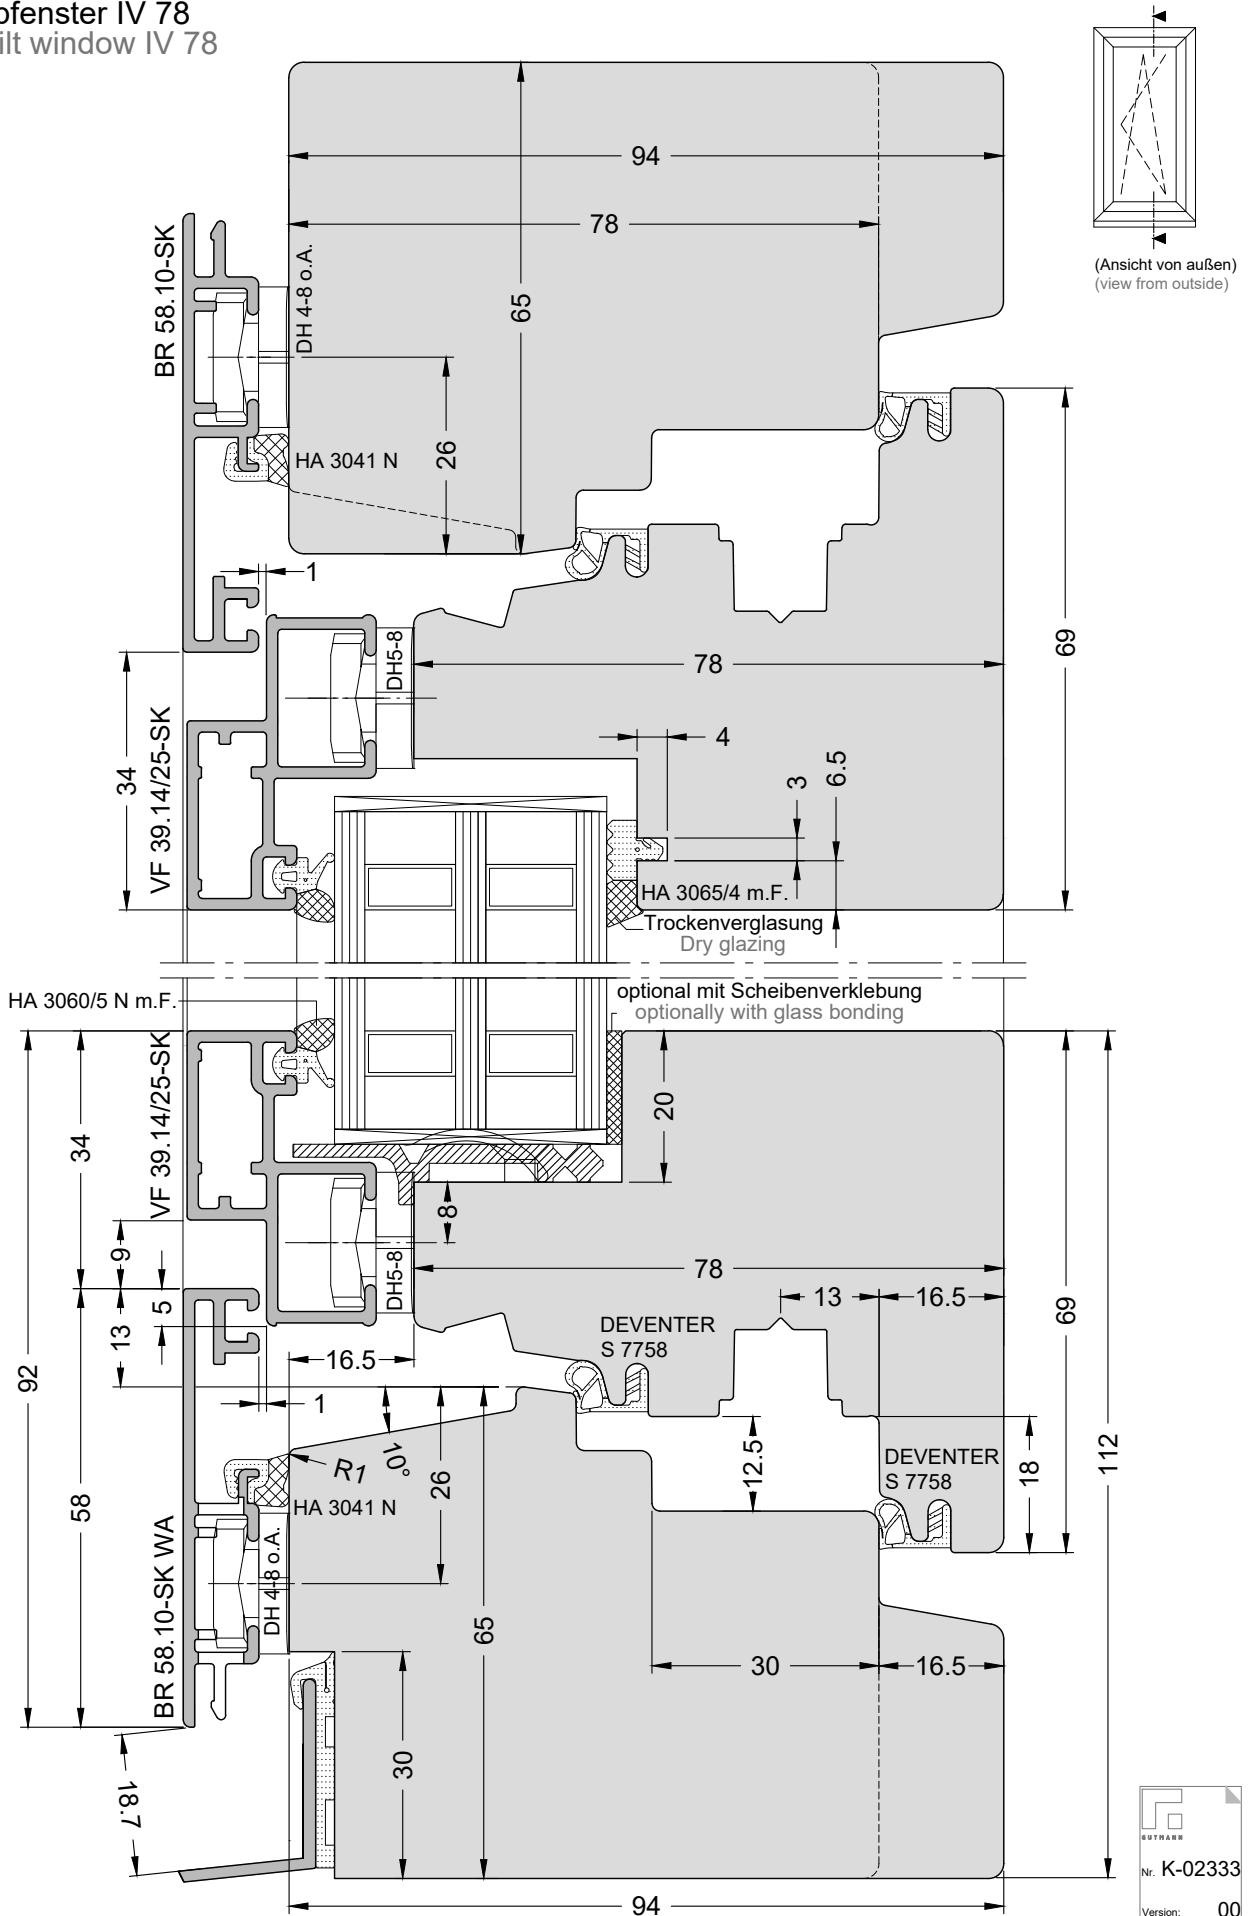 ofenster IV 78
ilt window IV 78
(Ansicht von außen)
(view from outside)
94
78
65
26
BR 58.10-SK
DH 4-8 o.A.
HA 3041 N
1
34
VF 39.14/25-SK
DH5-8
78
69
4
3
6.5
HA 3065/4 m.F.
Trockenverglasung
Dry glazing
HA 3060/5 N m.F.
optional mit Scheibenverklebung
optionally with glass bonding
VF 39.14/25-SK
34
20
8
9
5
13
92
58
DH5-8
78
13
16.5
69
112
DEVENTER
S 7758
16.5
1
10°
R1
26
HA 3041 N
12.5
DEVENTER
S 7758
18
DH 4-8 o.A.
BR 58.10-SK WA
65
30
16.5
30
18.7
94
GUTMANN
Nr. K-02333
Version: 00